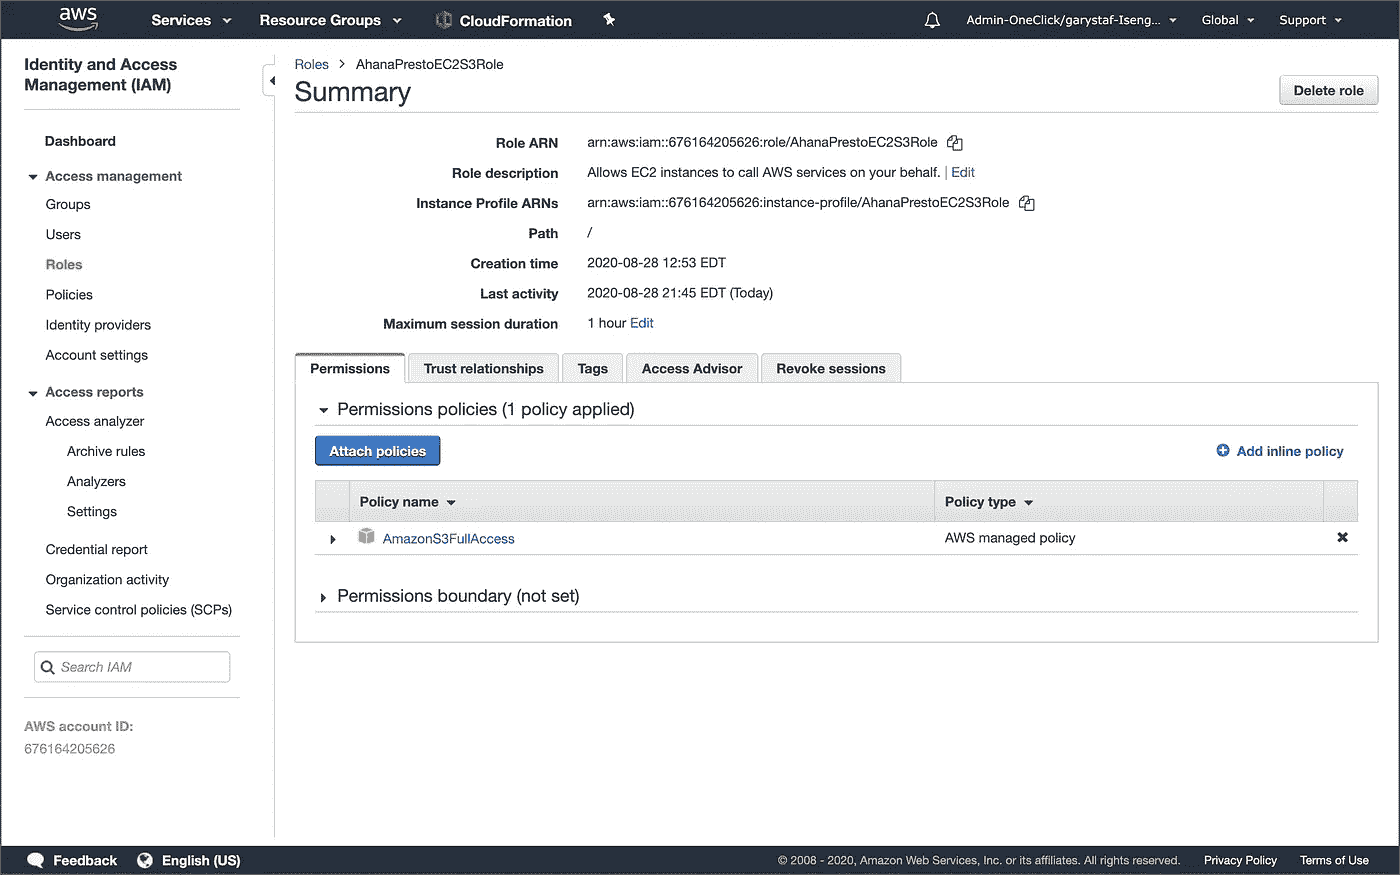 aws Services Resource Groups CloudFormation Admin-OneClick/garystaf-Iseng... Global Support
Identity and Access
Management (IAM)
Dashboard
Access management
Groups
Users
Roles
Policies
Identity providers
Account settings
Access reports
Access analyzer
Archive rules
Analyzers
Settings
Credential report
Organization activity
Service control policies (SCPs)
Search IAM
AWS account ID:
676164205626
Roles > AhanaPrestoEC2S3Role
Summary
Delete role
Role ARN arn:aws:iam::676164205626:role/AhanaPrestoEC2S3Role
Role description Allows EC2 instances to call AWS services on your behalf. | Edit
Instance Profile ARNs arn:aws:iam::676164205626:instance-profile/AhanaPrestoEC2S3Role
Path /
Creation time 2020-08-28 12:53 EDT
Last activity 2020-08-28 21:45 EDT (Today)
Maximum session duration 1 hour Edit
Permissions Trust relationships Tags Access Advisor Revoke sessions
Permissions policies (1 policy applied)
Attach policies Add inline policy
Policy name Policy type
AmazonS3FullAccess AWS managed policy
Permissions boundary (not set)
Feedback English (US) © 2008 - 2020, Amazon Web Services, Inc. or its affiliates. All rights reserved. Privacy Policy Terms of Use